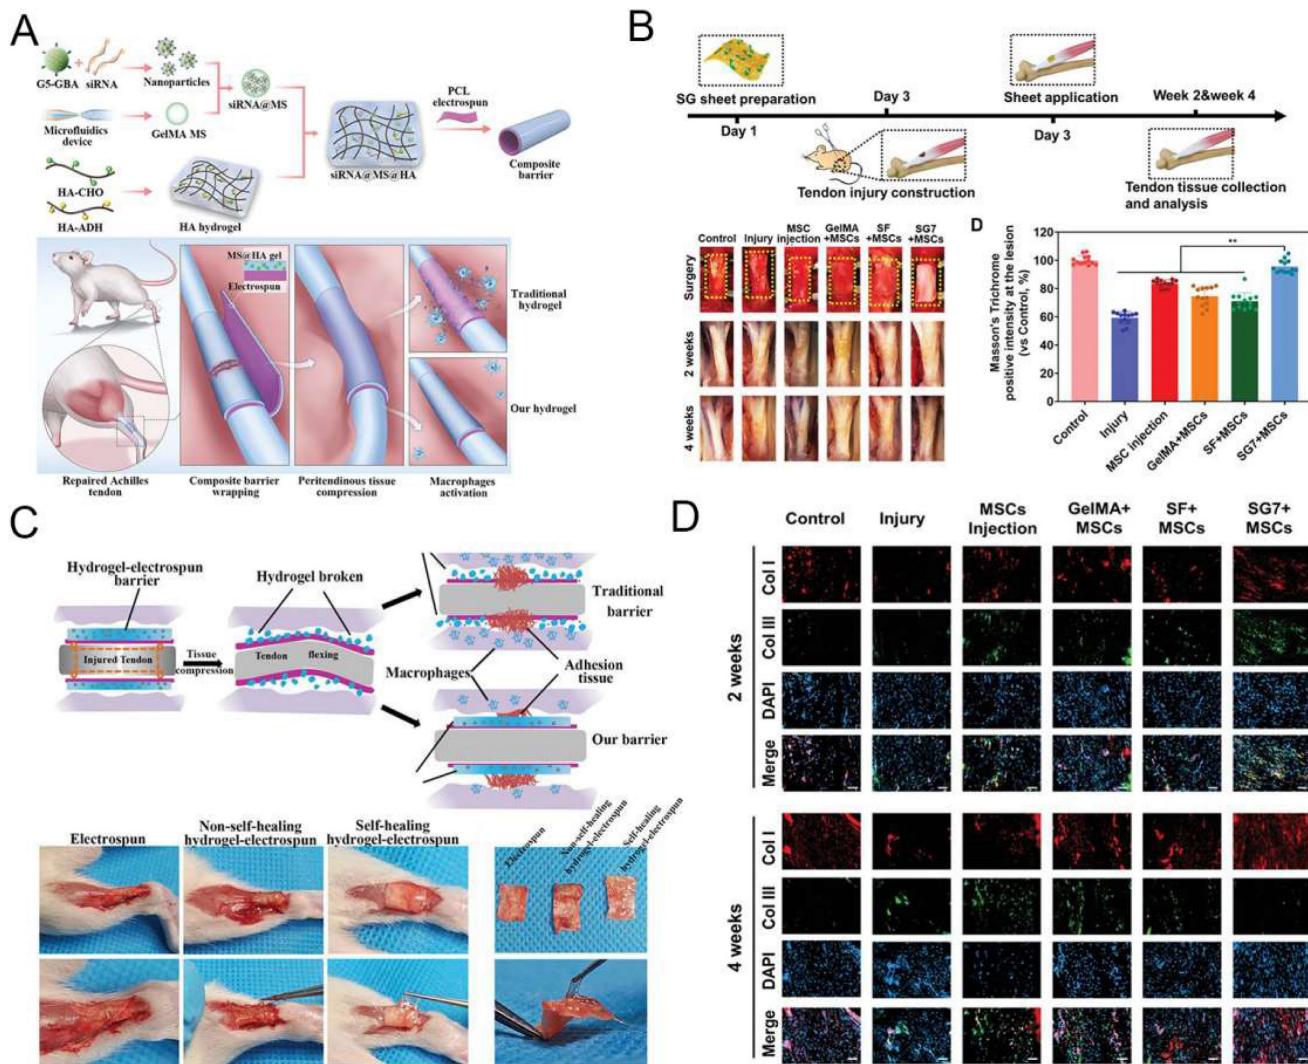 A
G5-GBA
+
siRNA
Nanoparticles
siRNA@MS
Microfluidics
device
GelMA MS
HA-CHO
HA-ADH
HA hydrogel
siRNA@MS@HA
PCL
electrospun
Composite
barrier
MS@HA gel
Electrospun
Traditional
hydrogel
Our hydrogel
Repaired Achilles
tendon
Composite barrier
wrapping
Peritendinous tissue
compression
Macrophages
activation
B
SG sheet preparation
Day 1
Day 3
Tendon injury construction
Sheet application
Day 3
Week 2&week 4
Tendon tissue collection
and analysis
Control
Injury
MSC
injection
GelMA
+MSCs
SF
+MSCs
SG7
+MSCs
Surgery
2 weeks
4 weeks
D
Masson's Trichrome
positive intensity at the lesion
(vs Control, %)
120
100
80
60
40
20
0
**
Control
Injury
MSC injection
GelMA+MSCs
SF+MSCs
SG7+MSCs
C
Hydrogel-electrospun
barrier
Injured Tendon
Tissue
compression
Hydrogel broken
Tendon flexing
Traditional
barrier
Macrophages
Adhesion
tissue
Our barrier
Electrospun
Non-self-healing
hydrogel-electrospun
Self-healing
hydrogel-electrospun
Electrospun
Non-self-healing
hydrogel-electrospun
Self-healing
hydrogel-electrospun
D
Control
Injury
MSCs
Injection
GelMA+
MSCs
SF+
MSCs
SG7+
MSCs
2 weeks
Col I
Col III
DAPI
Merge
4 weeks
Col I
Col III
DAPI
Merge